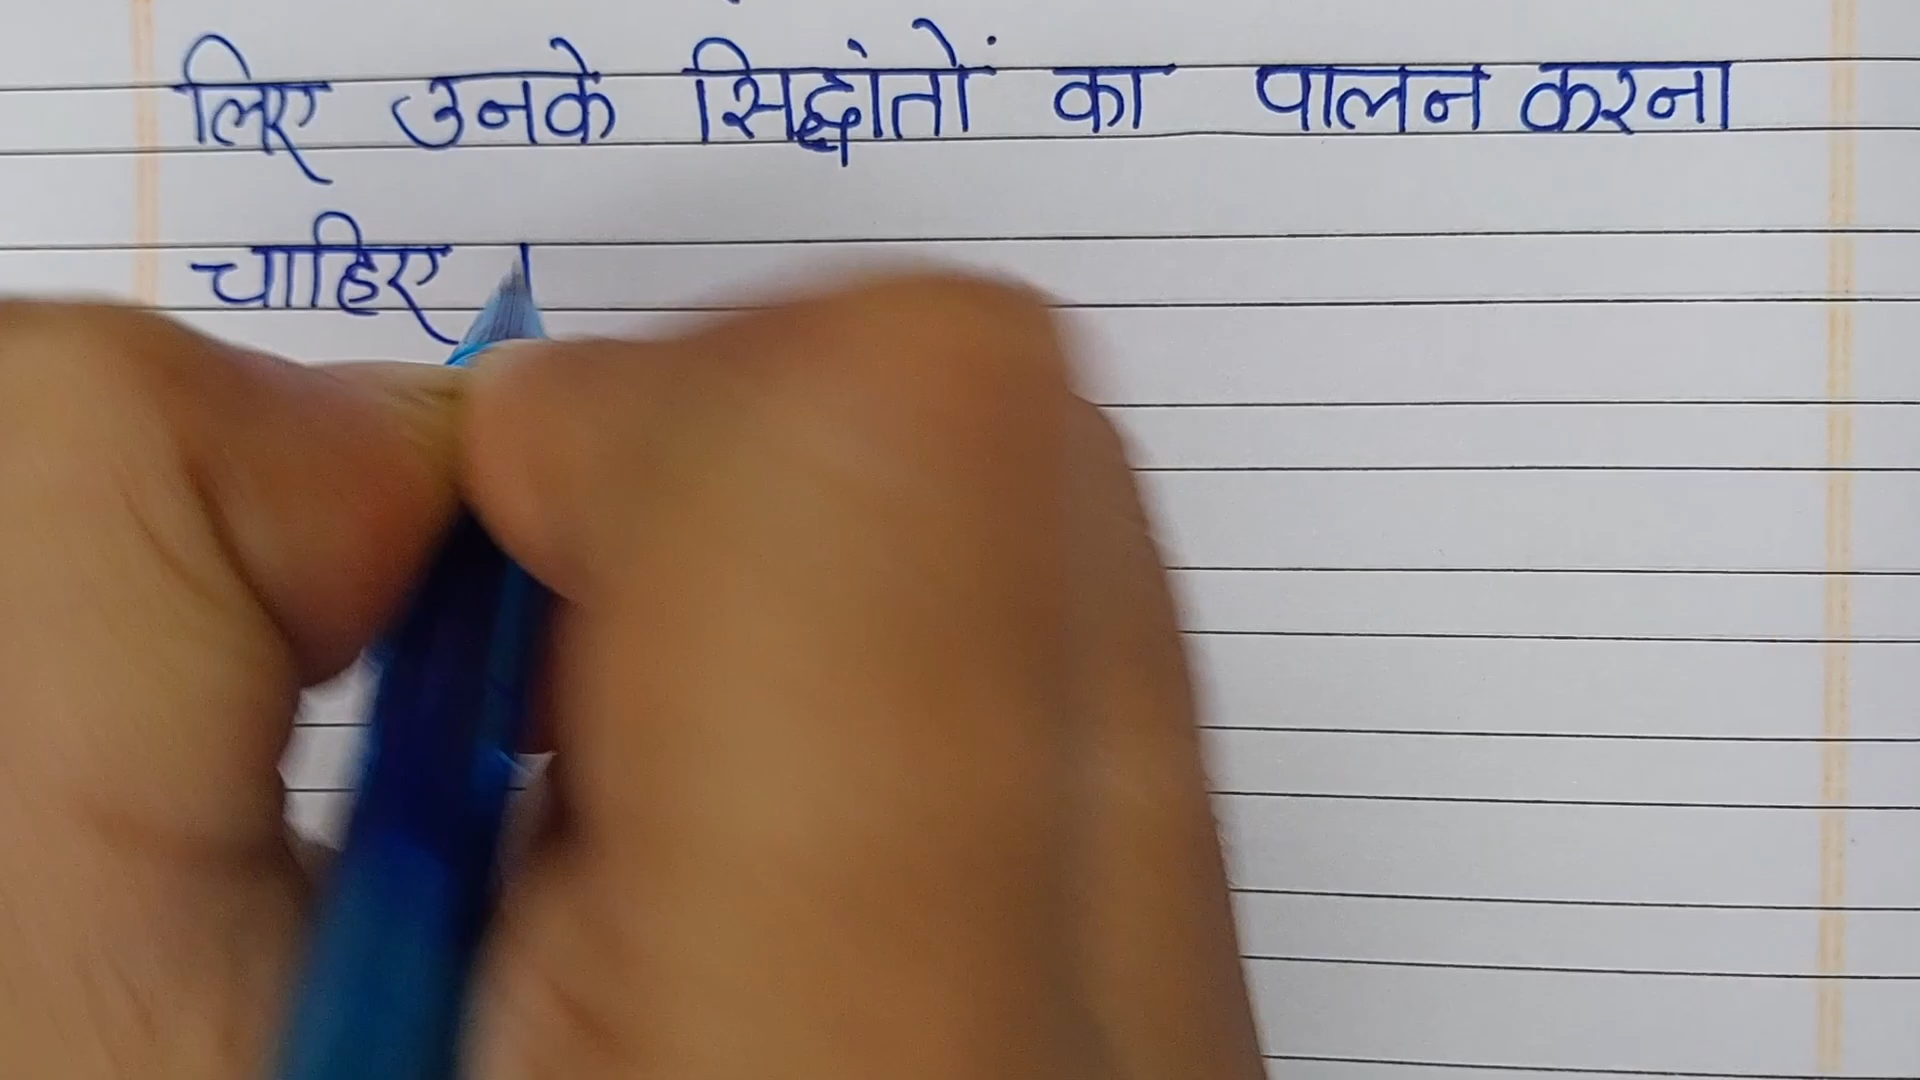 लिए उनके सिद्धांतों का पालन करना
चाहिए।